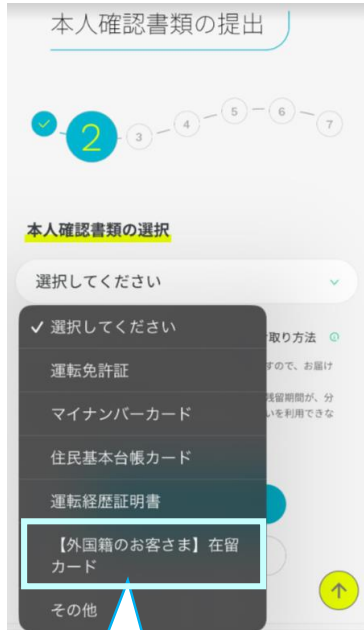 本人確認書類の提出
2
3
4
5
6
7
本人確認書類の選択
選択してください
選択してください
運転免許証
マイナンバーカード
住民基本台帳カード
運転経歴証明書
【外国籍のお客さま】在留
カード
その他
取り方法
すので、お届け
残留期間が、分
いを利用できな